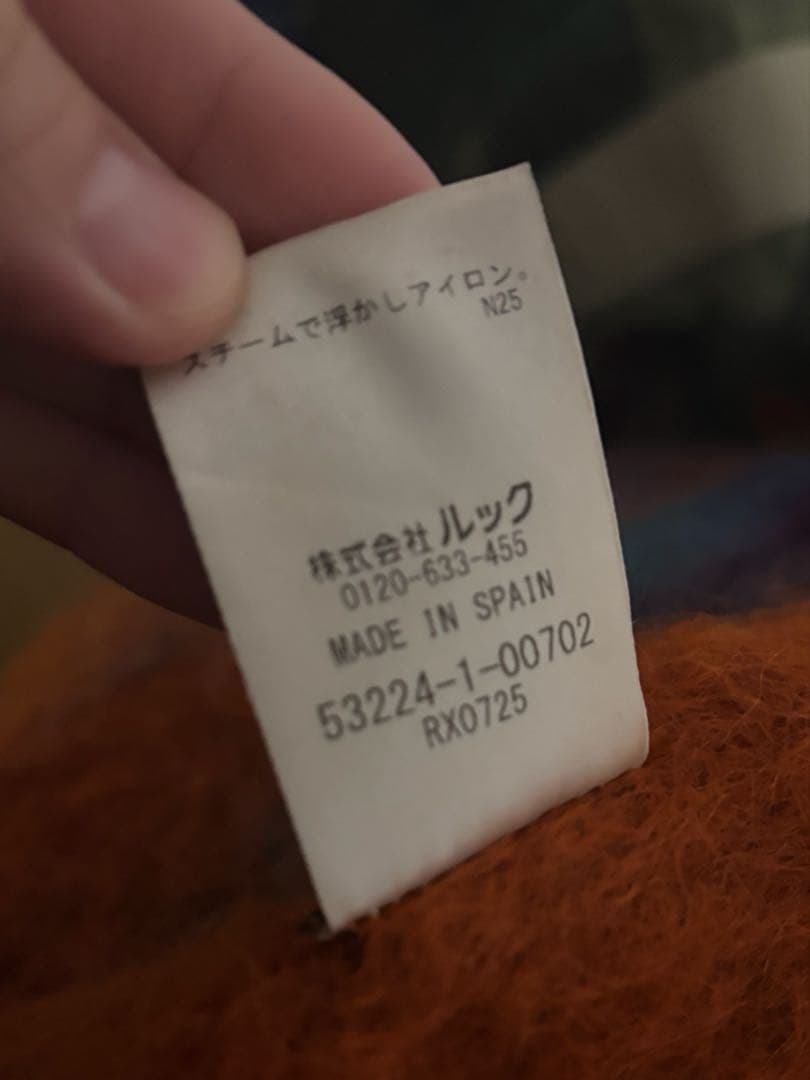 スチームで浮かしアイロン。
N25
株式会社ルック
0120-633-455
MADE IN SPAIN
53224-1-00702
RX0725